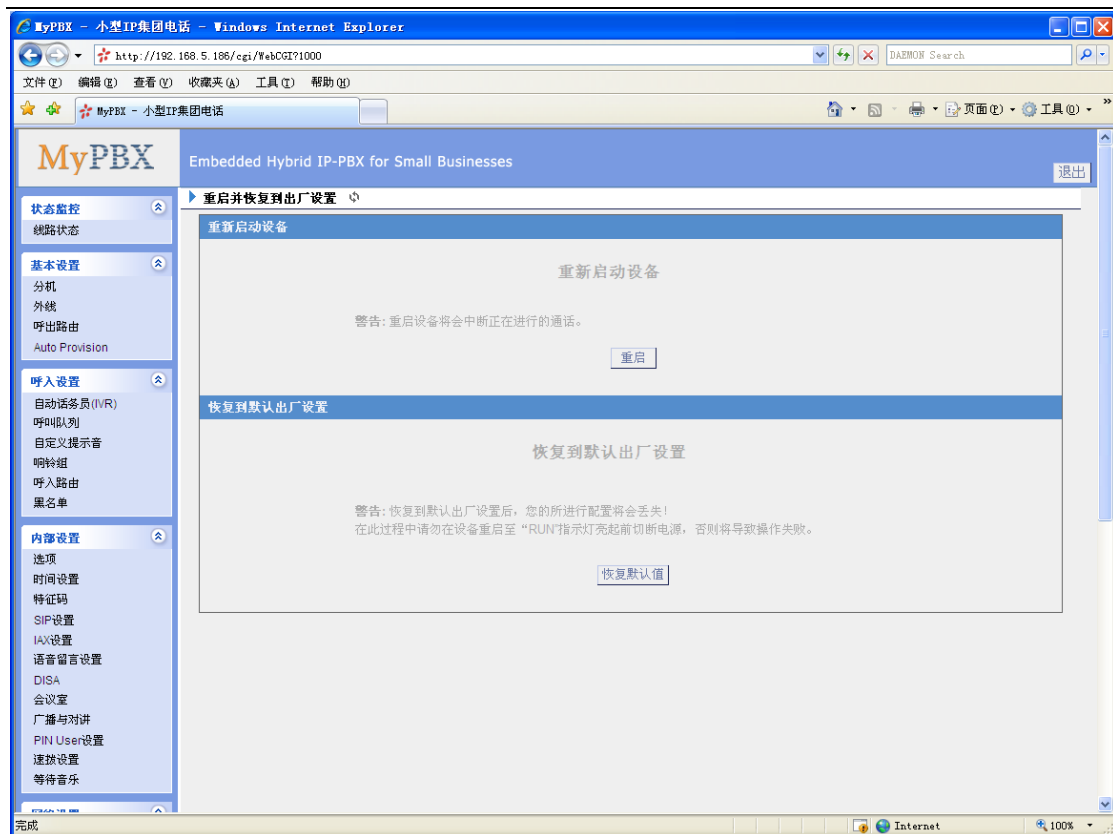 MyPBX - 小型IP集团电话 - Windows Internet Explorer
http://192.168.5.186/cgi/WebCGI?1000
DAEMON Search
文件(F) 编辑(E) 查看(V) 收藏夹(A) 工具(T) 帮助(H)
MyPBX - 小型IP集团电话
页面(P) 工具(O) »
MyPBX
Embedded Hybrid IP-PBX for Small Businesses
退出
状态监控
线路状态
基本设置
分机
外线
呼出路由
Auto Provision
呼入设置
自动话务员(IVR)
呼叫队列
自定义提示音
响铃组
呼入路由
黑名单
内部设置
选项
时间设置
特征码
SIP设置
IAX设置
语音留言设置
DISA
会议室
广播与对讲
PIN User设置
速拨设置
等待音乐
重启并恢复到出厂设置
重新启动设备
重新启动设备
警告:重启设备将会中断正在进行的通话。
重启
恢复到默认出厂设置
恢复到默认出厂设置
警告:恢复到默认出厂设置后，您的所进行配置将会丢失!
在此过程中请勿在设备重启至“RUN”指示灯亮起前切断电源，否则将导致操作失败。
恢复默认值
完成
Internet
100%